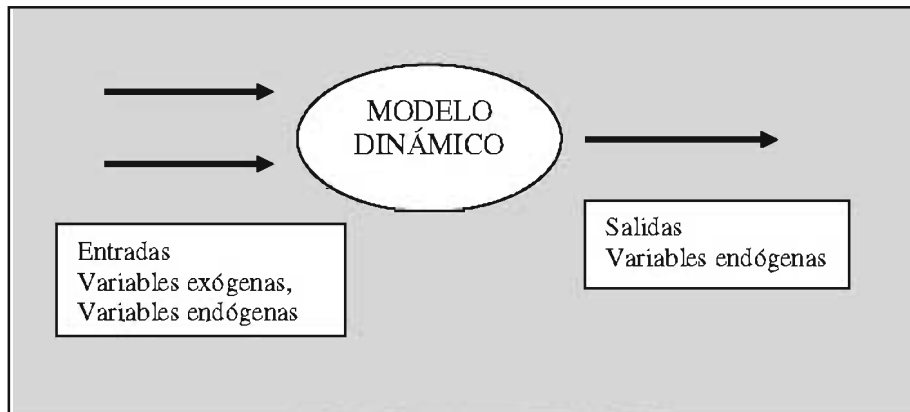 MODELO
DINÁMICO
Entradas
Variables exógenas,
Variables endógenas
Salidas
Variables endógenas